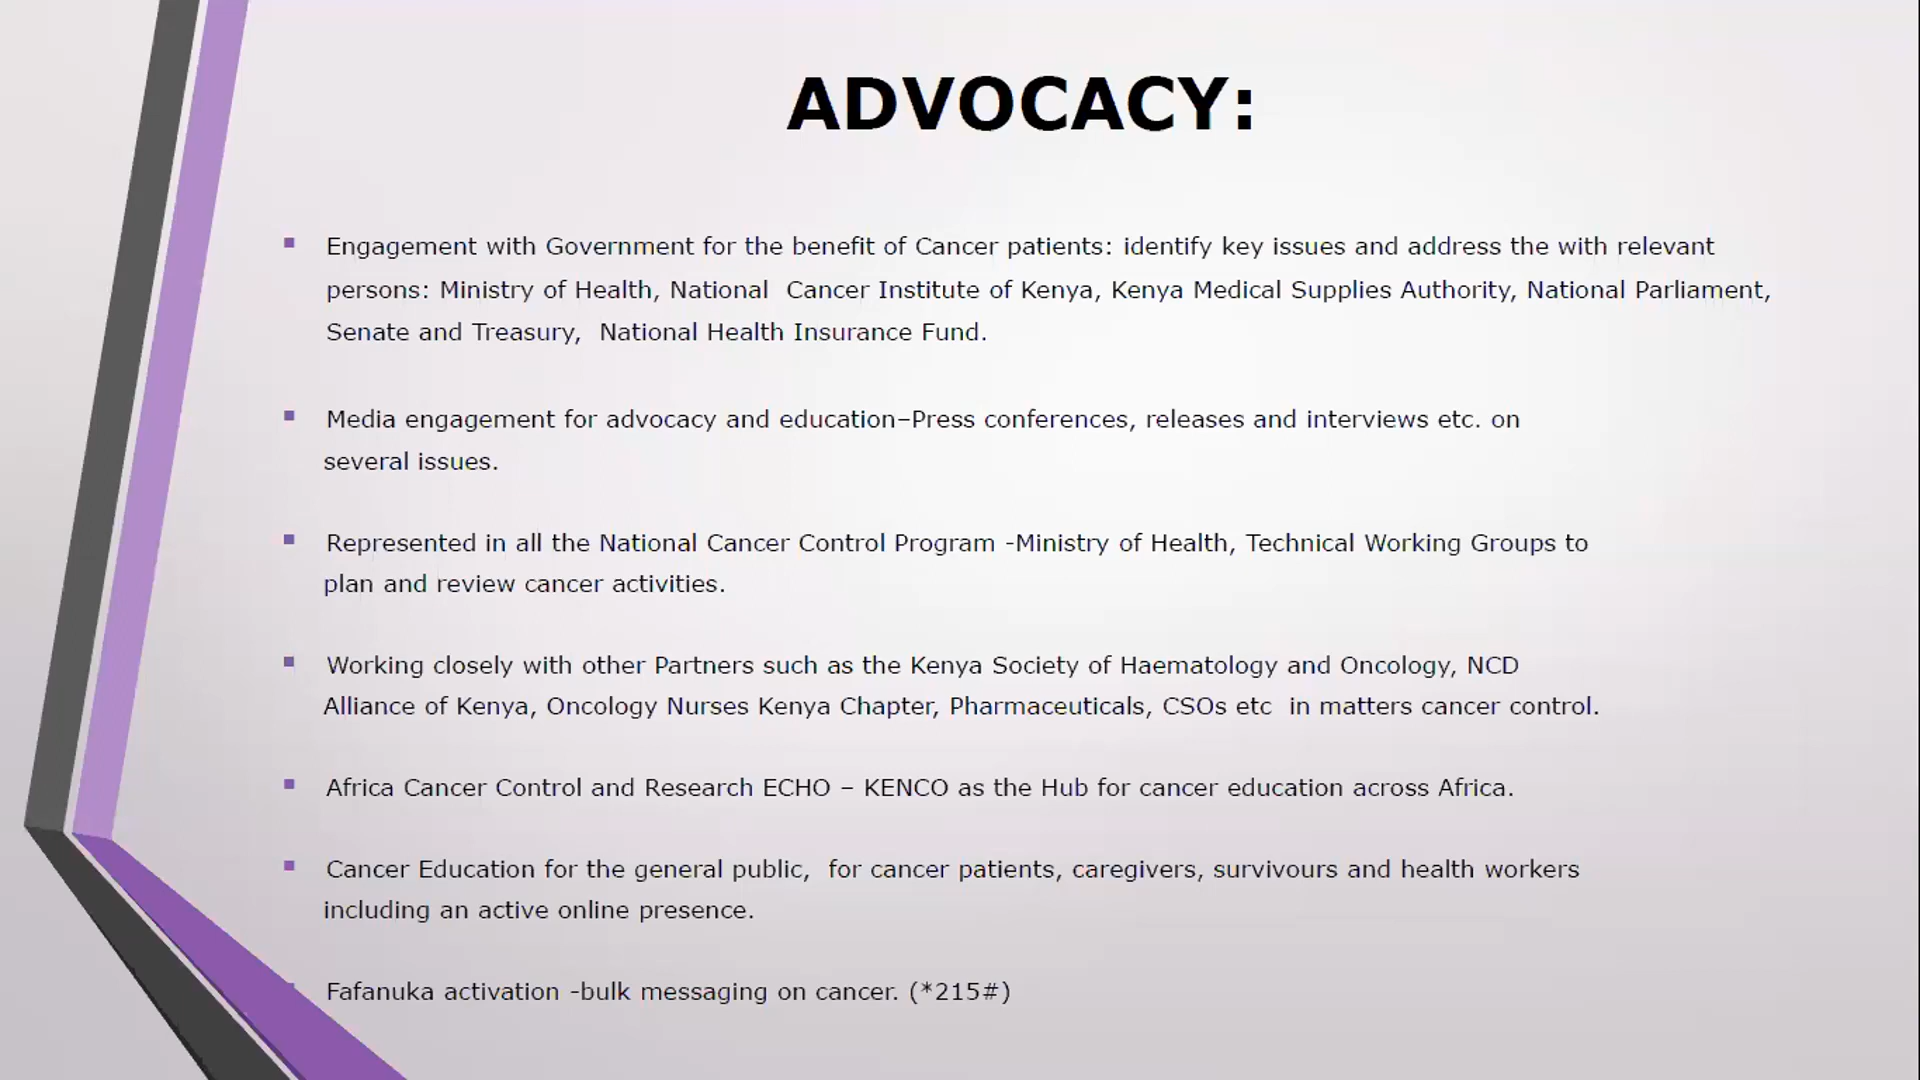 ADVOCACY:
Engagement with Government for the benefit of Cancer patients: identify key issues and address the with relevant
persons: Ministry of Health, National  Cancer Institute of Kenya, Kenya Medical Supplies Authority, National Parliament,
Senate and Treasury,  National Health Insurance Fund.
Media engagement for advocacy and education–Press conferences, releases and interviews etc. on
several issues.
Represented in all the National Cancer Control Program -Ministry of Health, Technical Working Groups to
plan and review cancer activities.
Working closely with other Partners such as the Kenya Society of Haematology and Oncology, NCD
Alliance of Kenya, Oncology Nurses Kenya Chapter, Pharmaceuticals, CSOs etc  in matters cancer control.
Africa Cancer Control and Research ECHO – KENCO as the Hub for cancer education across Africa.
Cancer Education for the general public,  for cancer patients, caregivers, survivours and health workers
including an active online presence.
Fafanuka activation -bulk messaging on cancer. (*215#)